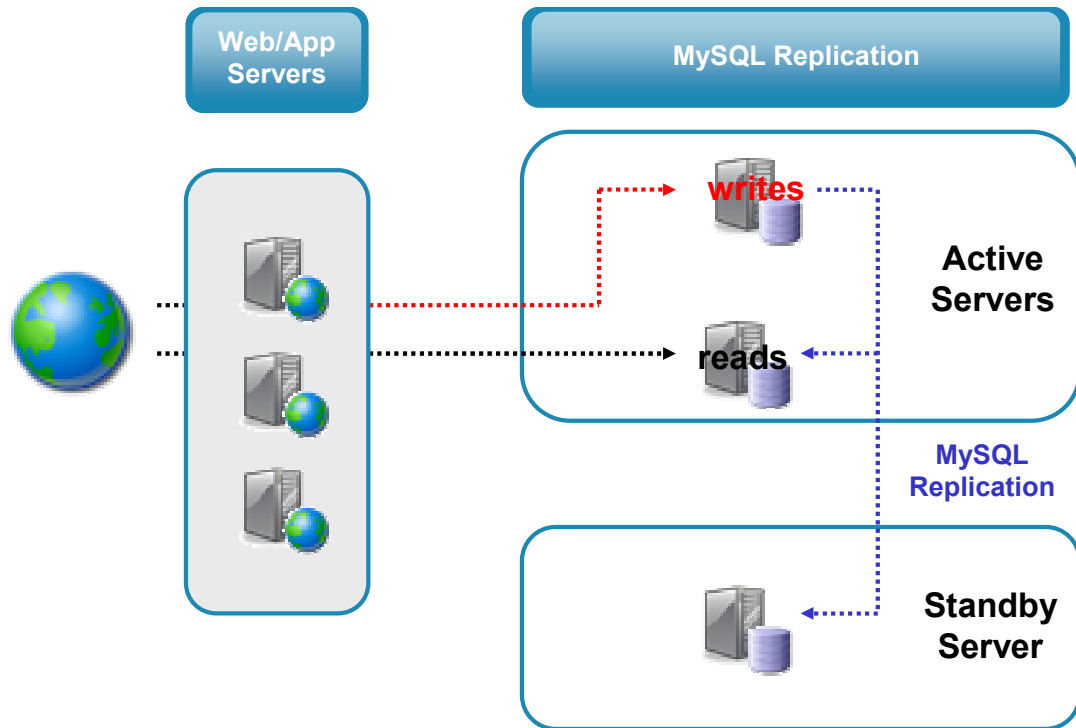 Web/App
Servers
MySQL Replication
writes
Active
Servers
reads
MySQL
Replication
Standby
Server